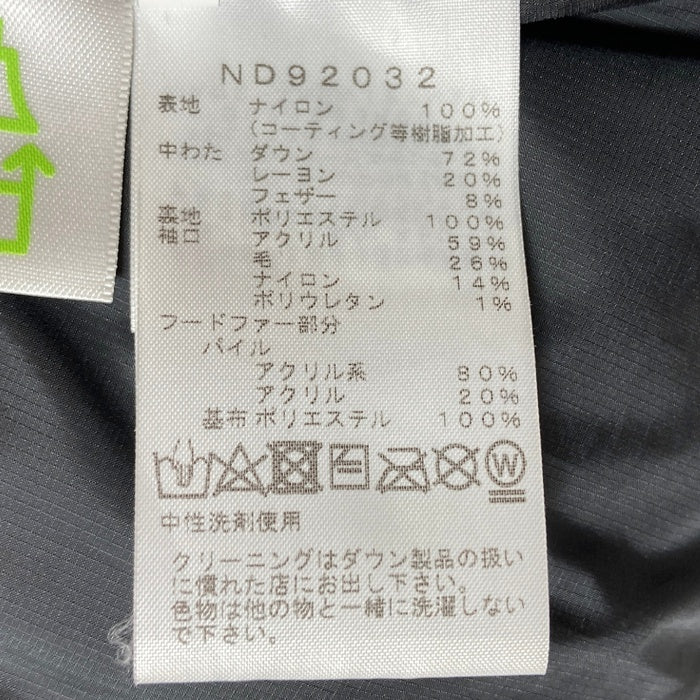 ND92032
表地 ナイロン 100%
(コーティング等樹脂加工)
中わた ダウン 72%
レーヨン 20%
フェザー 8%
裏地 ポリエステル 100%
袖口 アクリル 59%
毛 26%
ナイロン 14%
ポリウレタン 1%
フードファー部分
パイル
アクリル系 80%
アクリル 20%
基布 ポリエステル 100%
W
中性洗剤使用
クリーニングはダウン製品の扱い
に慣れた店にお出し下さい。
色物は他の物と一緒に洗濯しない
で下さい。